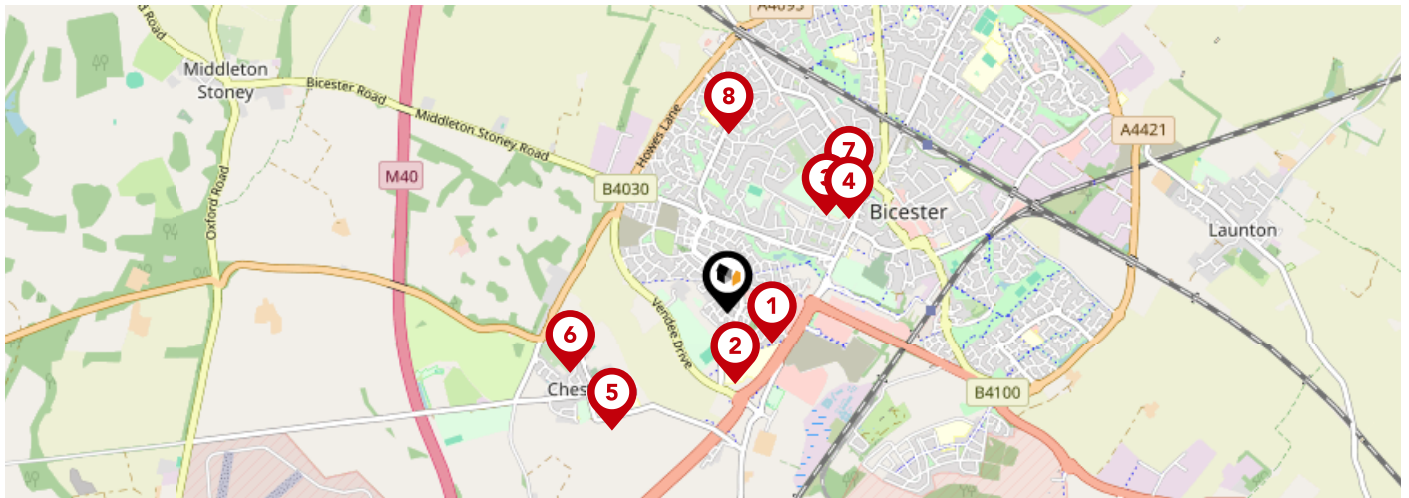 A4095
d Road
Middleton
Stoney
Bicester Road
Middleton Stoney Road
Howes Lane
8
A4421
7
3
4
M40
B4030
Oxford Road
Bicester
Launton
1
Vendee Drive
2
6
Ches
5
B4100